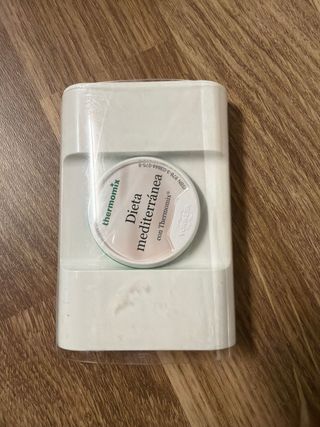 thermomix
Dieta
mediterránea
con Thermomix®